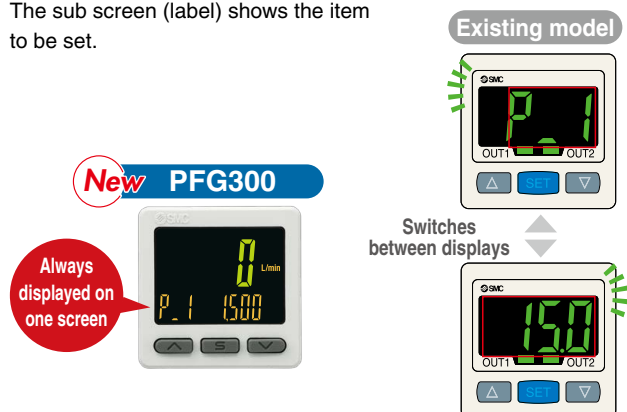 The sub screen (label) shows the item
to be set.
Existing model
SMC
P_1
OUT1 OUT2
SET
New PFG300
SMC
0
L/min
P_1 15.00
S
Always
displayed on
one screen
Switches
between displays
SMC
15.0
OUT1 OUT2
SET